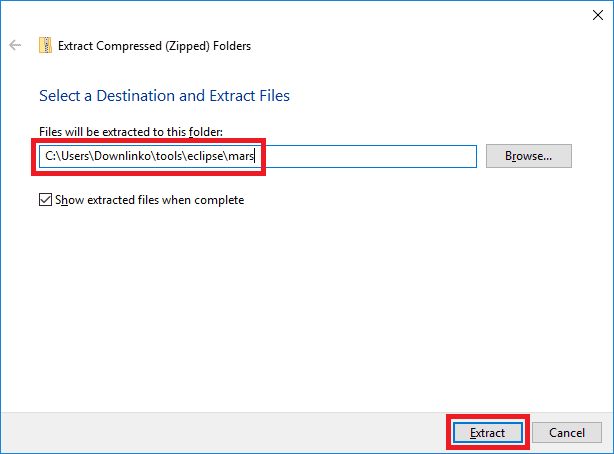 Extract Compressed (Zipped) Folders
Select a Destination and Extract Files
Files will be extracted to this folder:
C:\Users\Downlinko\tools\eclipse\mars
Browse...
Show extracted files when complete
Extract
Cancel